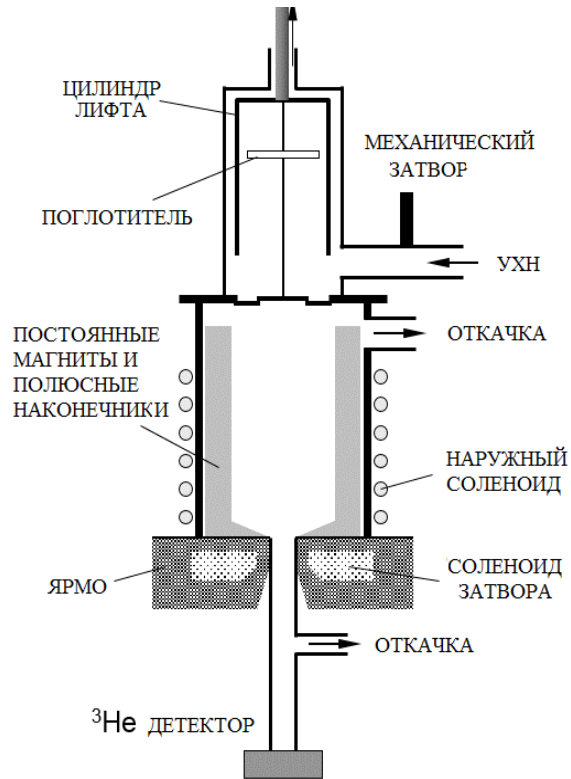 ЦИЛИНДР
ЛИФТА
МЕХАНИЧЕСКИЙ
ЗАТВОР
ПОГЛОТИТЕЛЬ
УХН
ПОСТОЯННЫЕ
МАГНИТЫ И
ПОЛЮСНЫЕ
НАКОНЕЧНИКИ
ОТКАЧКА
НАРУЖНЫЙ
СОЛЕНОИД
ЯРМО
СОЛЕНОИД
ЗАТВОРА
ОТКАЧКА
³He ДЕТЕКТОР